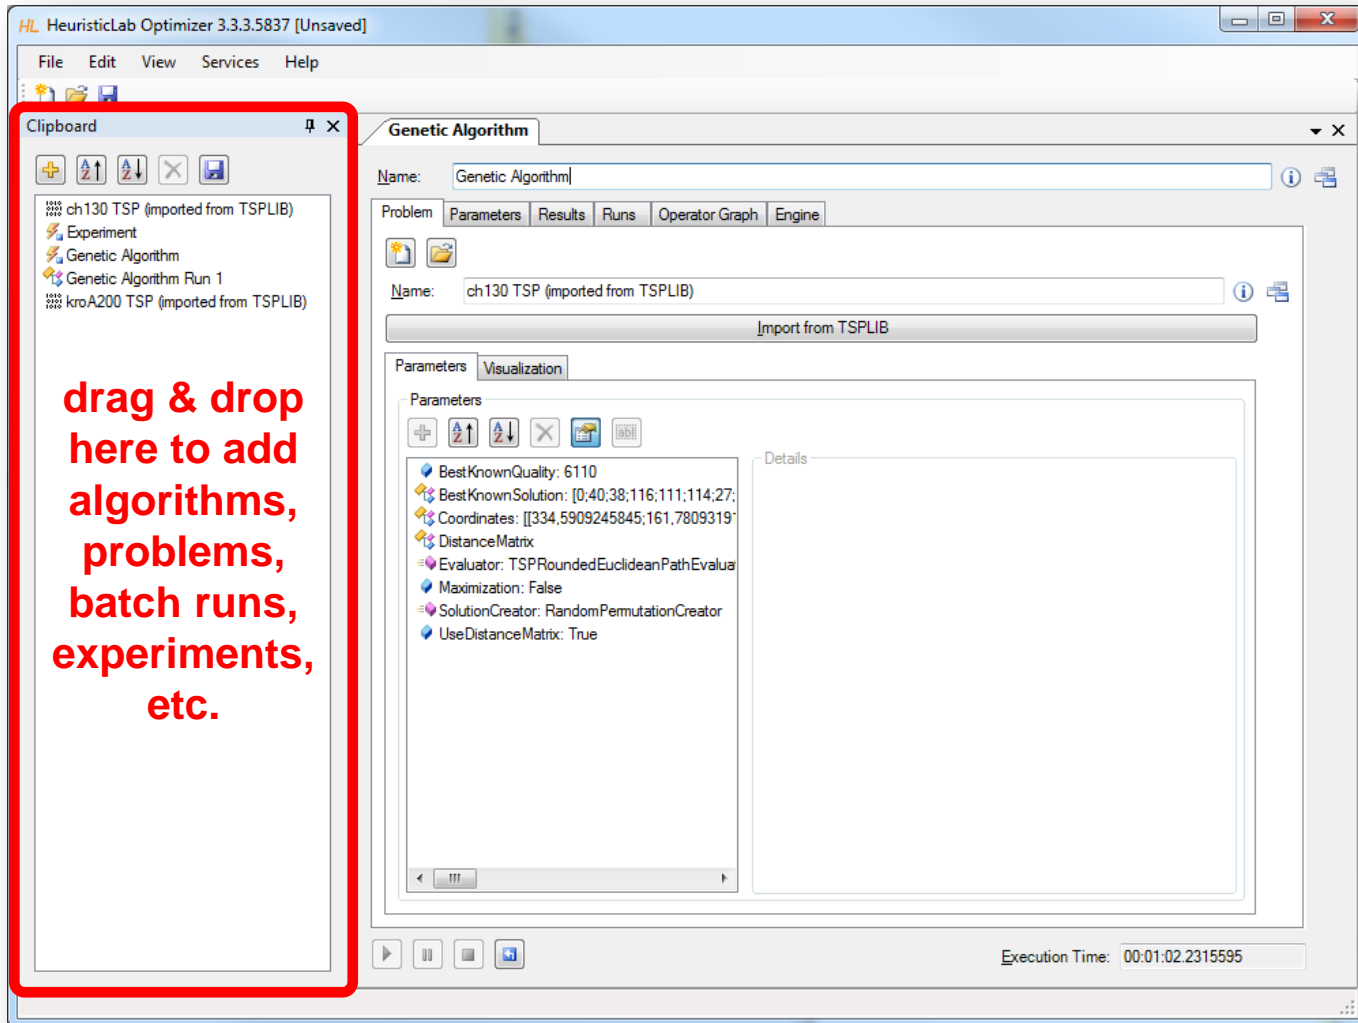 HL HeuristicLab Optimizer 3.3.3.5837 [Unsaved]
File Edit View Services Help
Clipboard
ch130 TSP (imported from TSPLIB)
Experiment
Genetic Algorithm
Genetic Algorithm Run 1
kroA200 TSP (imported from TSPLIB)
drag & drop
here to add
algorithms,
problems,
batch runs,
experiments,
etc.
Genetic Algorithm
Name: Genetic Algorithm
Problem Parameters Results Runs Operator Graph Engine
Name: ch130 TSP (imported from TSPLIB)
Import from TSPLIB
Parameters Visualization
Parameters
Details
BestKnownQuality: 6110
BestKnownSolution: [0;40;38;116;111;114;27;
Coordinates: [[334,5909245845;161,7809319
DistanceMatrix
Evaluator: TSPRoundedEuclideanPathEvalua
Maximization: False
SolutionCreator: RandomPermutationCreator
UseDistanceMatrix: True
Execution Time: 00:01:02.2315595